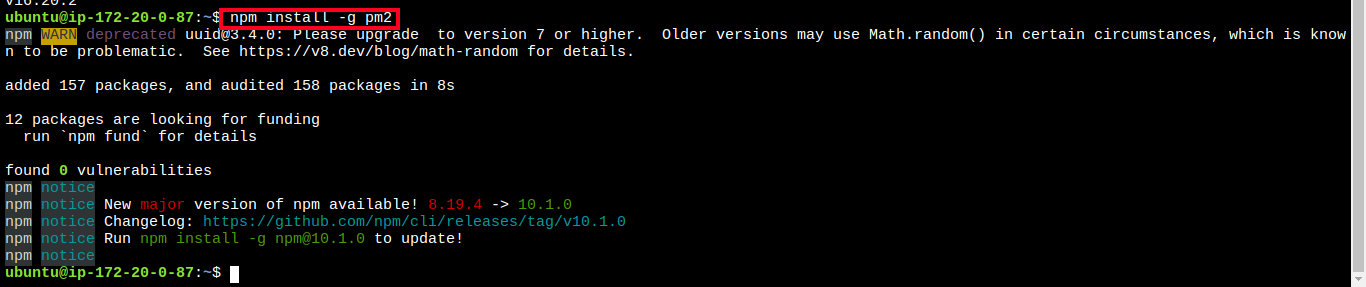 v16.20.2
ubuntu@ip-172-20-0-87:~$ npm install -g pm2
npm WARN deprecated uuid@3.4.0: Please upgrade  to version 7 or higher.  Older versions may use Math.random() in certain circumstances, which is know
n to be problematic.  See https://v8.dev/blog/math-random for details.
added 157 packages, and audited 158 packages in 8s
12 packages are looking for funding
  run `npm fund` for details
found 0 vulnerabilities
npm notice
npm notice New major version of npm available! 8.19.4 -> 10.1.0
npm notice Changelog: https://github.com/npm/cli/releases/tag/v10.1.0
npm notice Run npm install -g npm@10.1.0 to update!
npm notice
ubuntu@ip-172-20-0-87:~$